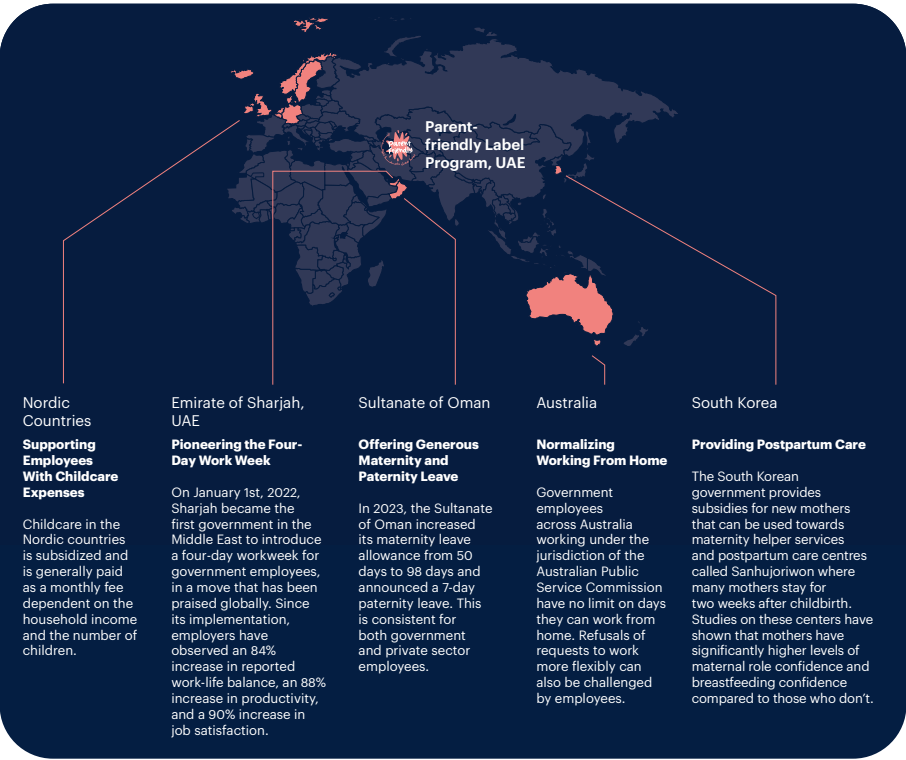 Parent
friendly
Parent-
friendly Label
Program, UAE
Nordic
Countries
Supporting
Employees
With Childcare
Expenses
Childcare in the
Nordic countries
is subsidized and
is generally paid
as a monthly fee
dependent on the
household income
and the number of
children.
Emirate of Sharjah,
UAE
Pioneering the Four-
Day Work Week
On January 1st, 2022,
Sharjah became the
first government in the
Middle East to introduce
a four-day workweek for
government employees,
in a move that has been
praised globally. Since
its implementation,
employers have
observed an 84%
increase in reported
work-life balance, an 88%
increase in productivity,
and a 90% increase in
job satisfaction.
Sultanate of Oman
Offering Generous
Maternity and
Paternity Leave
In 2023, the Sultanate
of Oman increased
its maternity leave
allowance from 50
days to 98 days and
announced a 7-day
paternity leave. This
is consistent for
both government
and private sector
employees.
Australia
Normalizing
Working From Home
Government
employees
across Australia
working under the
jurisdiction of the
Australian Public
Service Commission
have no limit on days
they can work from
home. Refusals of
requests to work
more flexibly can
also be challenged
by employees.
South Korea
Providing Postpartum Care
The South Korean
government provides
subsidies for new mothers
that can be used towards
maternity helper services
and postpartum care centres
called Sanhujoriwon where
many mothers stay for
two weeks after childbirth.
Studies on these centers have
shown that mothers have
significantly higher levels of
maternal role confidence and
breastfeeding confidence
compared to those who don't.